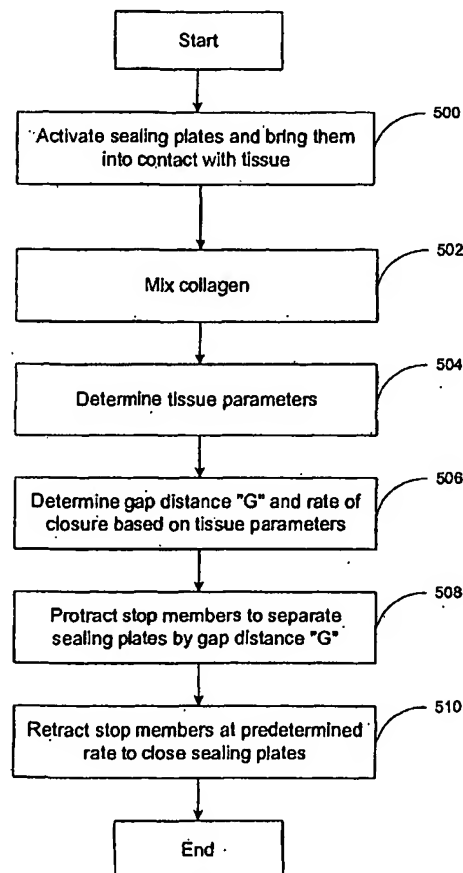 Start
500
Activate sealing plates and bring them
into contact with tissue
502
Mix collagen
504
Determine tissue parameters
506
Determine gap distance "G" and rate of
closure based on tissue parameters
508
Protract stop members to separate
sealing plates by gap distance "G"
510
Retract stop members at predetermined
rate to close sealing plates
End